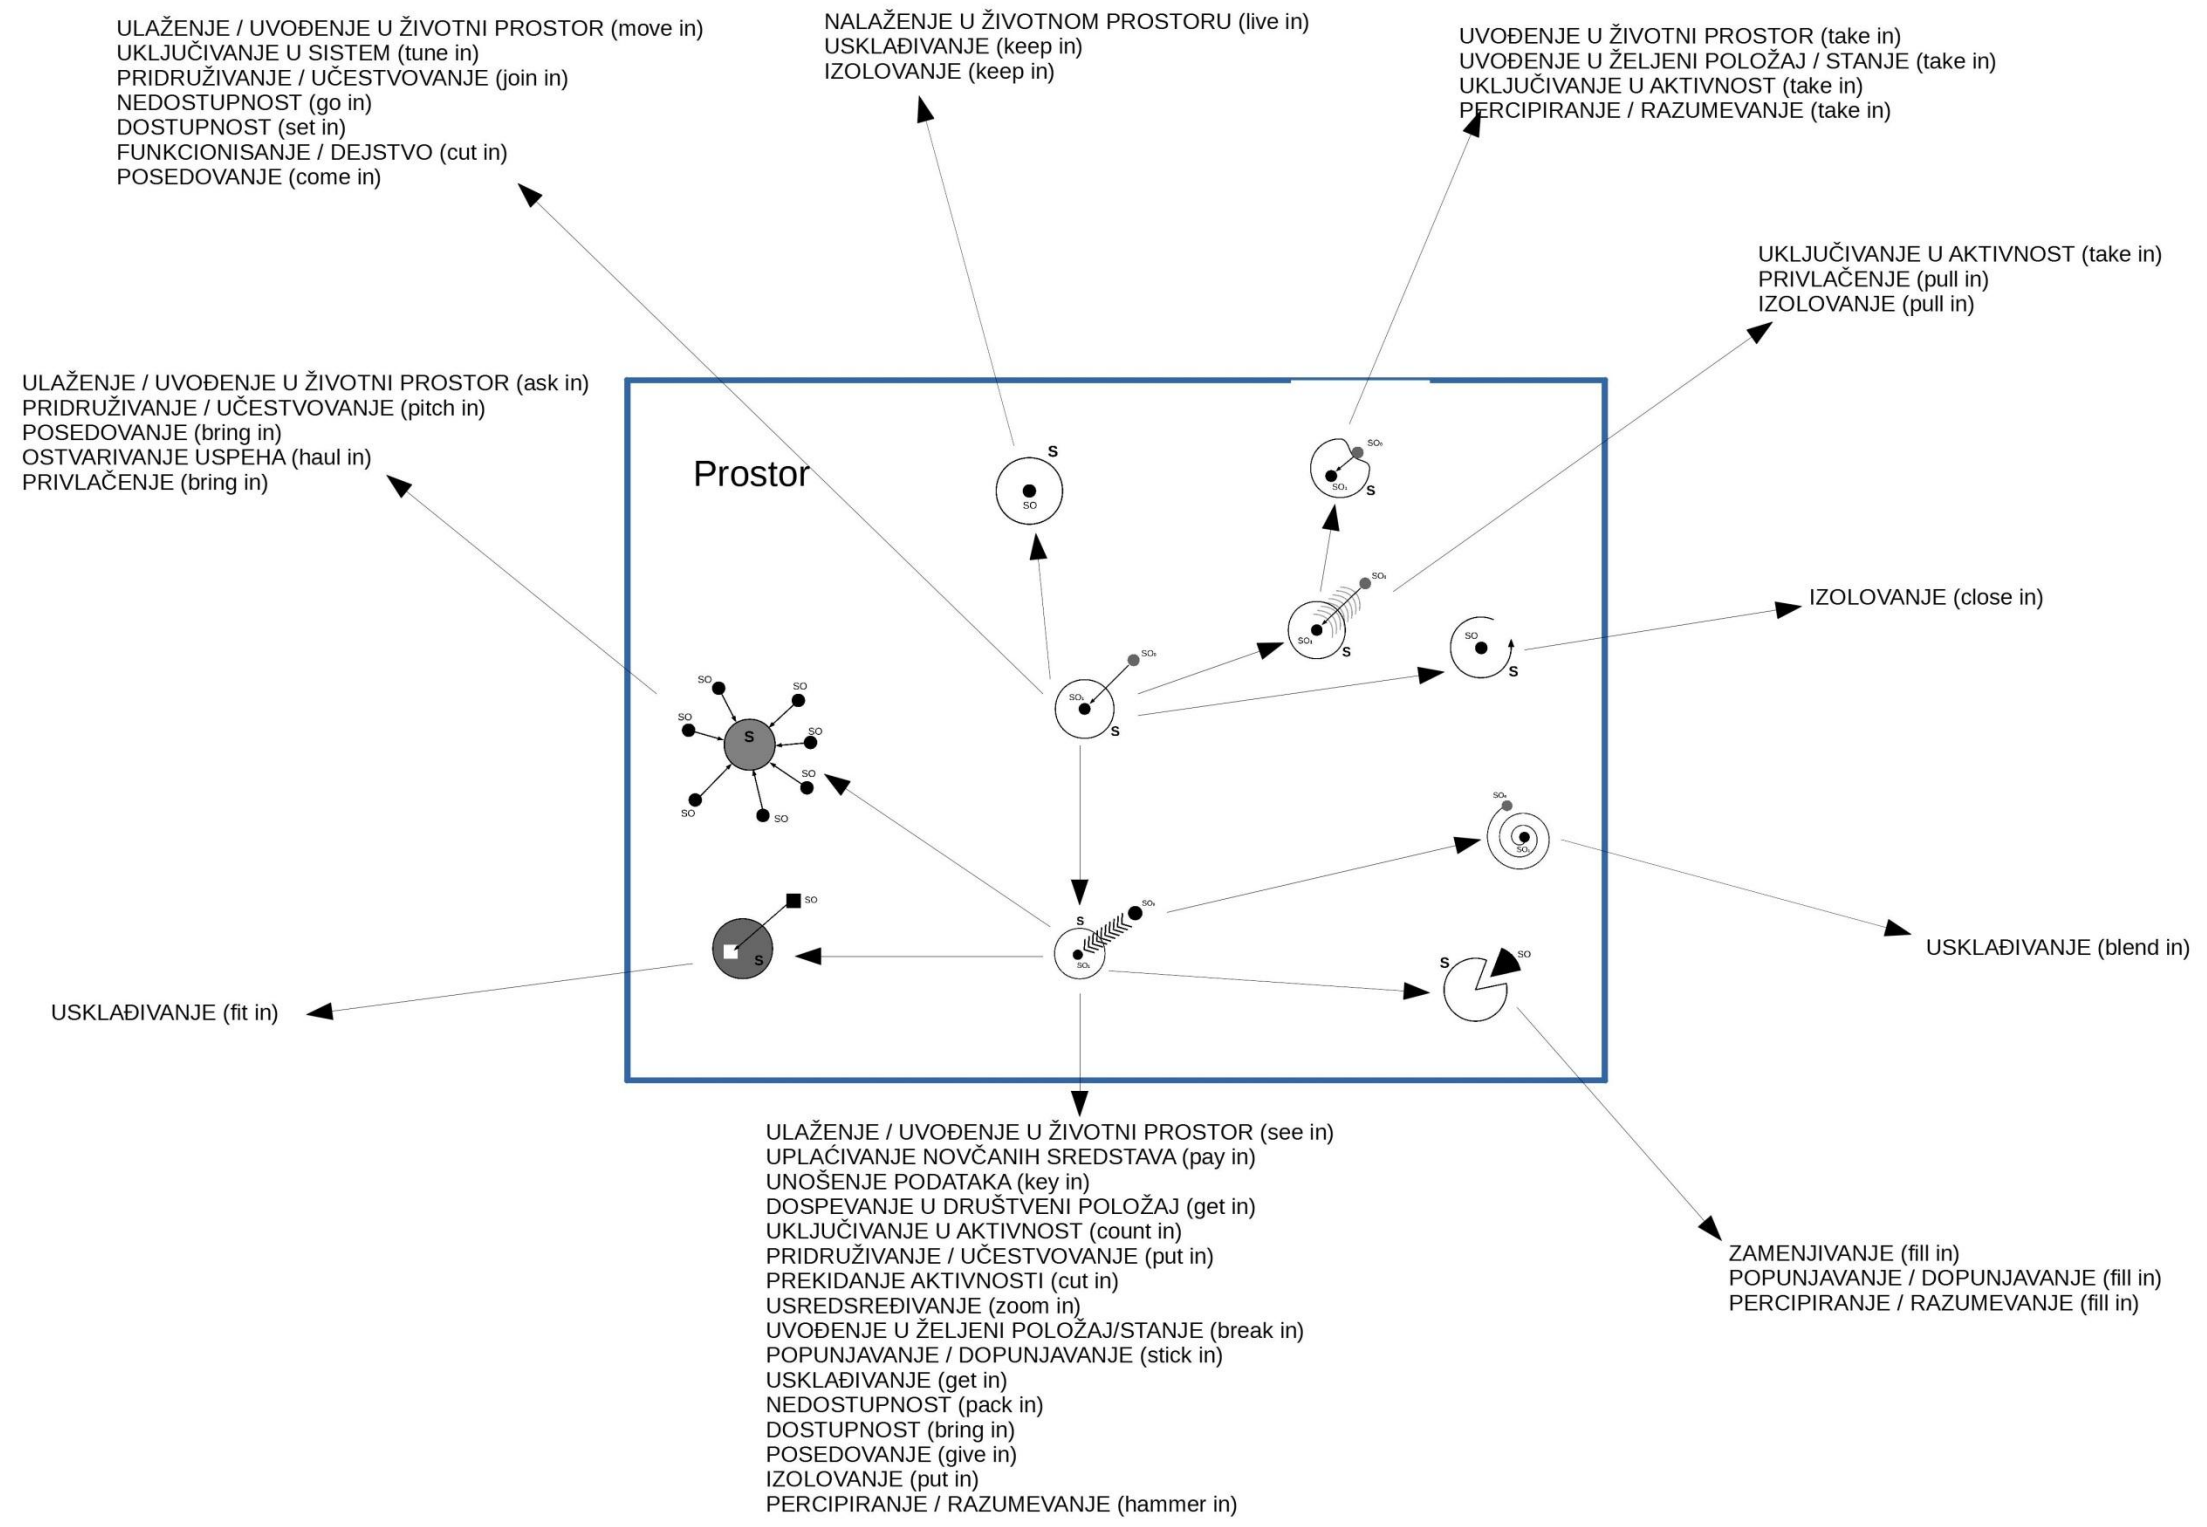 ULAŽENJE / UVOĐENJE U ŽIVOTNI PROSTOR (move in)
UKLJUČIVANJE U SISTEM (tune in)
PRIDRUŽIVANJE / UČESTVOVANJE (join in)
NEDOSTUPNOST (go in)
DOSTUPNOST (set in)
FUNKCIONISANJE / DEJSTVO (cut in)
POSEDOVANJE (come in)
NALAŽENJE U ŽIVOTNOM PROSTORU (live in)
USKLAĐIVANJE (keep in)
IZOLOVANJE (keep in)
UVOĐENJE U ŽIVOTNI PROSTOR (take in)
UVOĐENJE U ŽELJENI POLOŽAJ / STANJE (take in)
UKLJUČIVANJE U AKTIVNOST (take in)
PERCIPIRANJE / RAZUMEVANJE (take in)
UKLJUČIVANJE U AKTIVNOST (take in)
PRIVLAČENJE (pull in)
IZOLOVANJE (pull in)
ULAŽENJE / UVOĐENJE U ŽIVOTNI PROSTOR (ask in)
PRIDRUŽIVANJE / UČESTVOVANJE (pitch in)
POSEDOVANJE (bring in)
OSTVARIVANJE USPEHA (haul in)
PRIVLAČENJE (bring in)
Prostor
S
SO
S
S
IZOLOVANJE (close in)
SO
S
S
SO
SO
SO
SO
SO
SO
SO
S
S
SO
S
S
S
SO
USKLAĐIVANJE (blend in)
USKLAĐIVANJE (fit in)
ULAŽENJE / UVOĐENJE U ŽIVOTNI PROSTOR (see in)
UPLAĆIVANJE NOVČANIH SREDSTAVA (pay in)
UNOŠENJE PODATAKA (key in)
DOSPEVANJE U DRUŠTVENI POLOŽAJ (get in)
UKLJUČIVANJE U AKTIVNOST (count in)
PRIDRUŽIVANJE / UČESTVOVANJE (put in)
PREKIDANJE AKTIVNOSTI (cut in)
USREDSREĐIVANJE (zoom in)
UVOĐENJE U ŽELJENI POLOŽAJ/STANJE (break in)
POPUNJAVANJE / DOPUNJAVANJE (stick in)
USKLAĐIVANJE (get in)
NEDOSTUPNOST (pack in)
DOSTUPNOST (bring in)
POSEDOVANJE (give in)
IZOLOVANJE (put in)
PERCIPIRANJE / RAZUMEVANJE (hammer in)
ZAMENJIVANJE (fill in)
POPUNJAVANJE / DOPUNJAVANJE (fill in)
PERCIPIRANJE / RAZUMEVANJE (fill in)